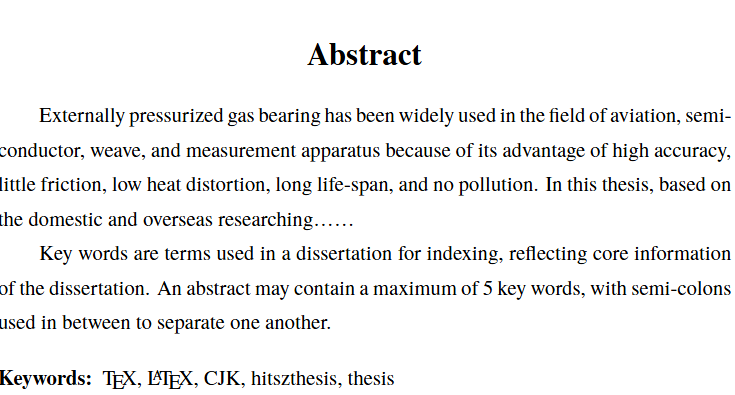 Abstract
Externally pressurized gas bearing has been widely used in the field of aviation, semi-
conductor, weave, and measurement apparatus because of its advantage of high accuracy,
little friction, low heat distortion, long life-span, and no pollution. In this thesis, based on
the domestic and overseas researching……
Key words are terms used in a dissertation for indexing, reflecting core information
of the dissertation. An abstract may contain a maximum of 5 key words, with semi-colons
used in between to separate one another.
Keywords: TEX, LATEX, CJK, hitszthesis, thesis